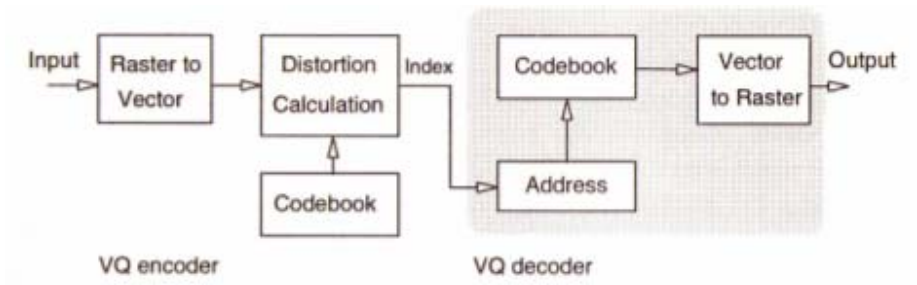 Input
Raster to
Vector
Distortion
Calculation
Index
Codebook
Codebook
Address
Vector
to Raster
Output
VQ encoder
VQ decoder